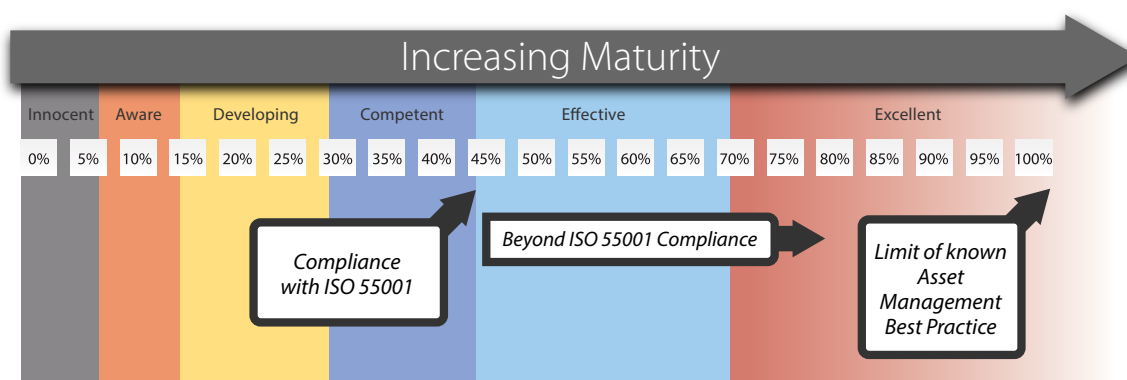 Increasing Maturity
Innocent Aware Developing Competent Effective Excellent
0% 5% 10% 15% 20% 25% 30% 35% 40% 45% 50% 55% 60% 65% 70% 75% 80% 85% 90% 95% 100%
Compliance
with ISO 55001
Beyond ISO 55001 Compliance
Limit of known
Asset
Management
Best Practice